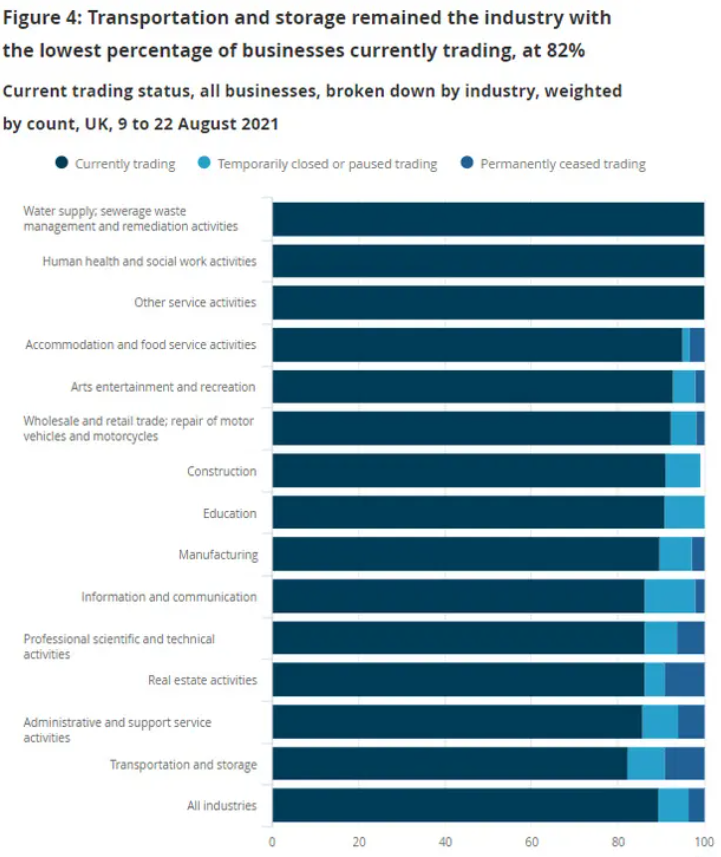 Figure 4: Transportation and storage remained the industry with
the lowest percentage of businesses currently trading, at 82%
Current trading status, all businesses, broken down by industry, weighted
by count, UK, 9 to 22 August 2021
Currently trading Temporarily closed or paused trading Permanently ceased trading
Water supply; sewerage waste
management and remediation activities
Human health and social work activities
Other service activities
Accommodation and food service activities
Arts entertainment and recreation
Wholesale and retail trade; repair of motor
vehicles and motorcycles
Construction
Education
Manufacturing
Information and communication
Professional scientific and technical
activities
Real estate activities
Administrative and support service
activities
Transportation and storage
All industries
0 20 40 60 80 100